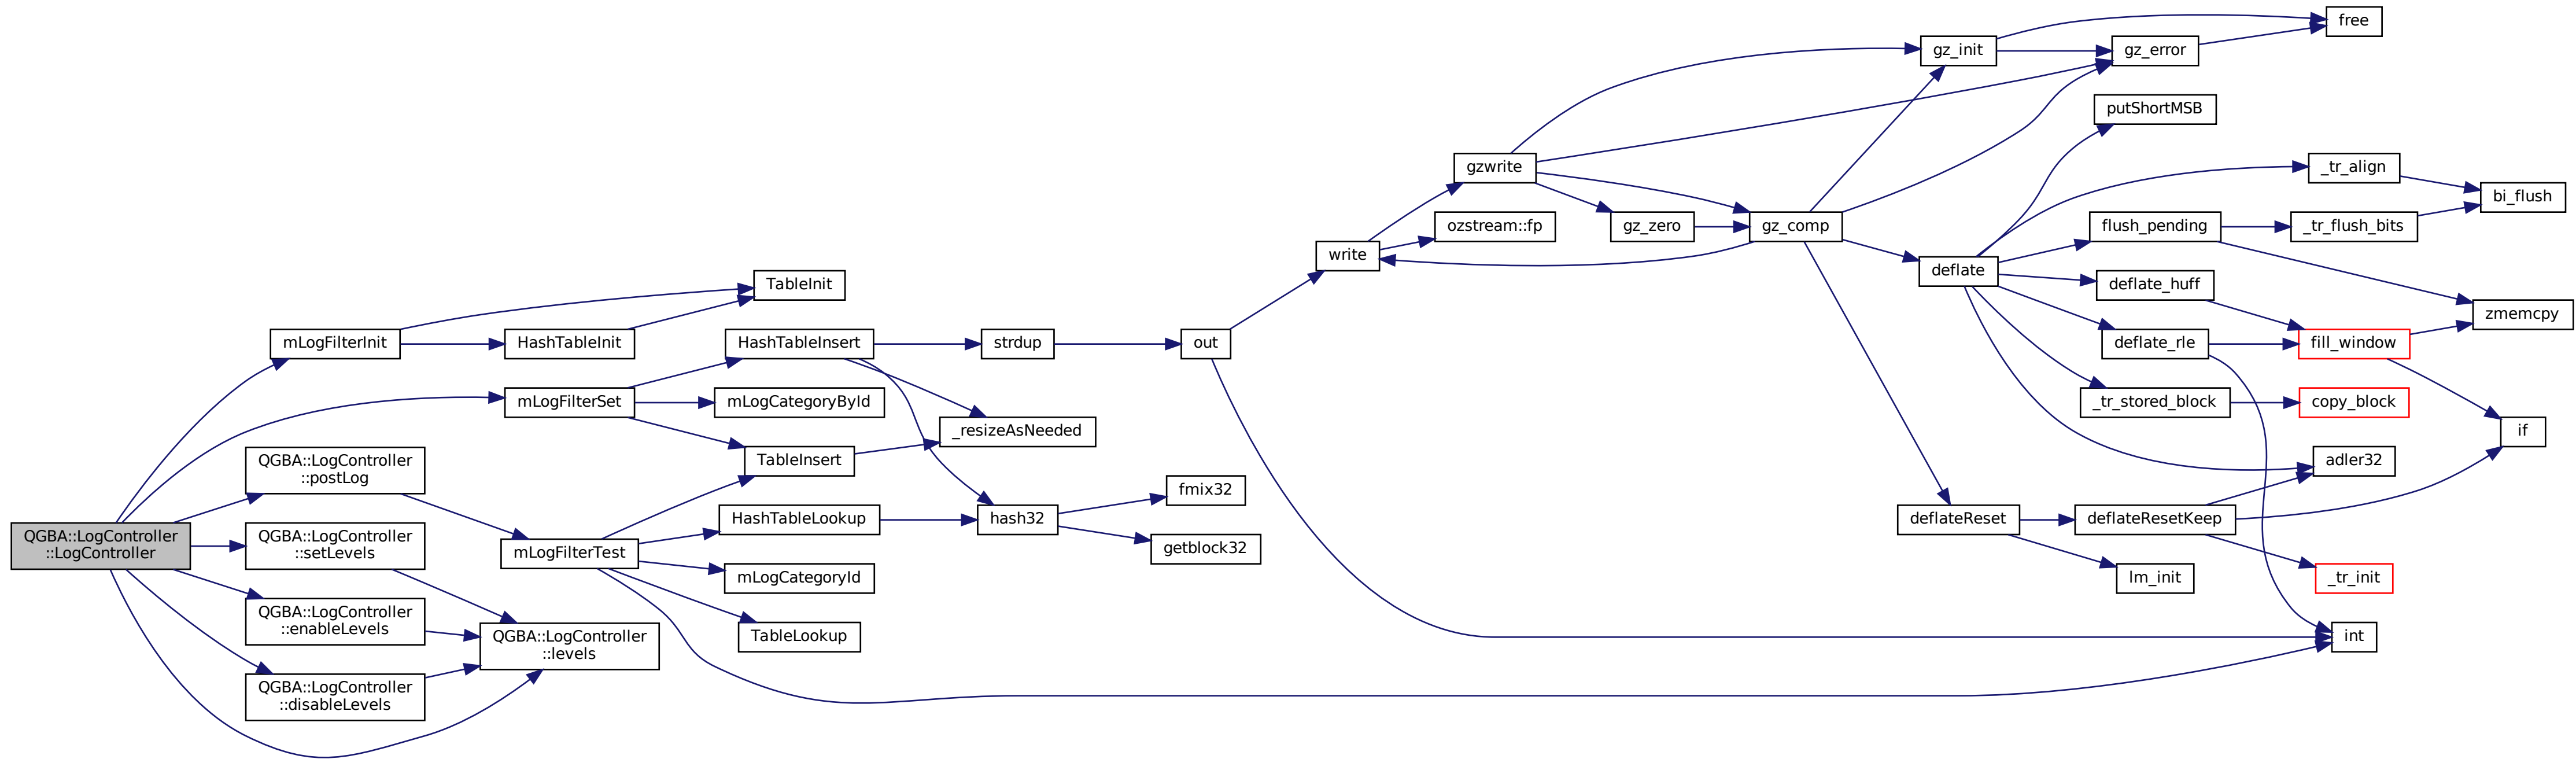 QGBA::LogController
::LogController
mLogFilterInit
TableInit
HashTableInit
mLogFilterSet
HashTableInsert
mLogCategoryById
TableInsert
strdup
_resizeAsNeeded
out
QGBA::LogController
::postLog
mLogFilterTest
HashTableLookup
hash32
fmix32
getblock32
mLogCategoryId
TableLookup
QGBA::LogController
::setLevels
QGBA::LogController
::enableLevels
QGBA::LogController
::disableLevels
QGBA::LogController
::levels
write
gzwrite
ozstream::fp
gz_zero
gz_comp
gz_init
gz_error
free
deflate
putShortMSB
_tr_align
bi_flush
flush_pending
_tr_flush_bits
deflate_huff
zmemcpy
deflate_rle
fill_window
_tr_stored_block
copy_block
if
adler32
deflateReset
deflateResetKeep
lm_init
_tr_init
int